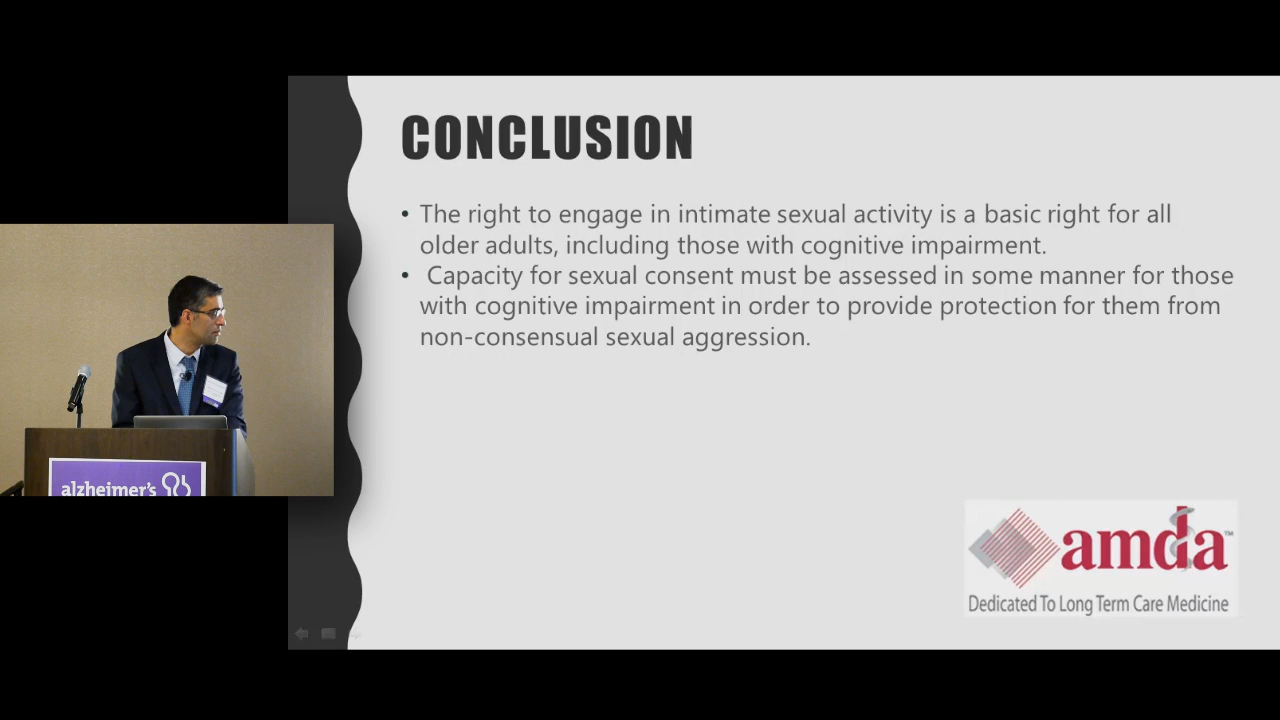 CONCLUSION
• The right to engage in intimate sexual activity is a basic right for all
older adults, including those with cognitive impairment.
• Capacity for sexual consent must be assessed in some manner for those
with cognitive impairment in order to provide protection for them from
non-consensual sexual aggression.
alzheimer's
amda™
Dedicated To Long Term Care Medicine